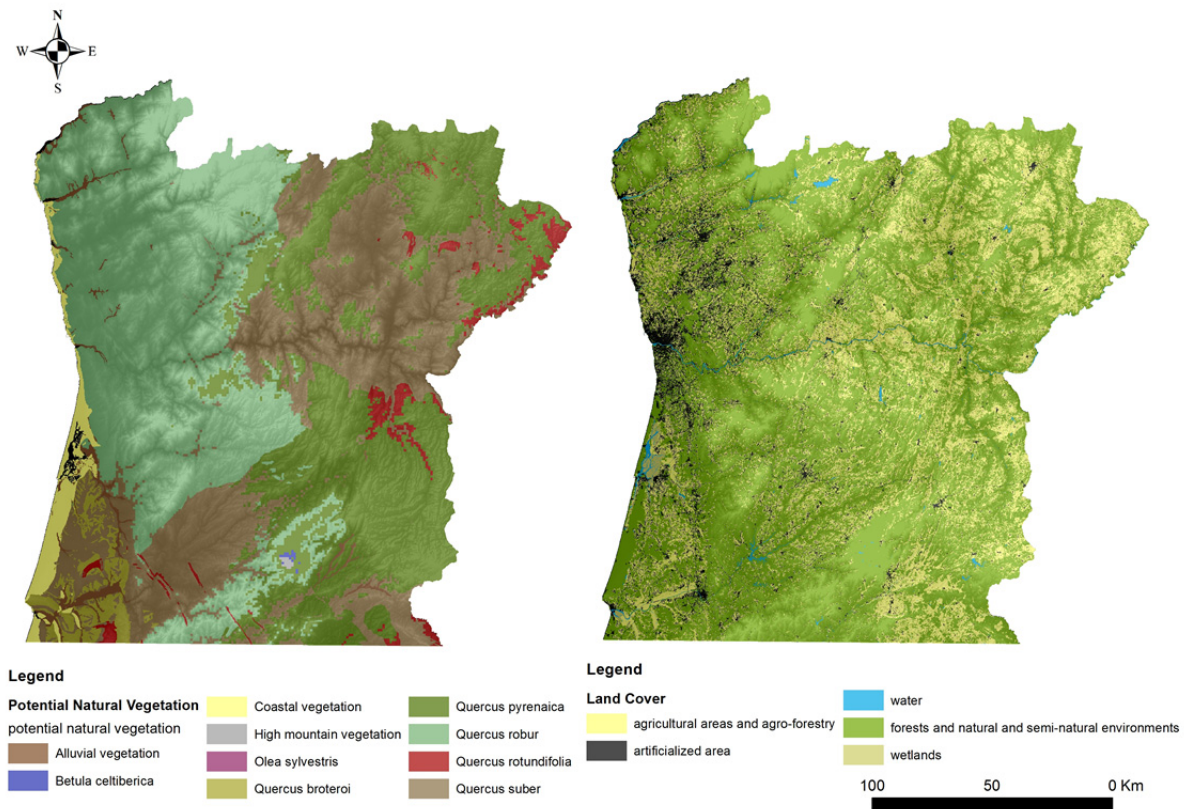 N
W E
S
Legend
Potential Natural Vegetation
potential natural vegetation
Alluvial vegetation
Betula celtiberica
Coastal vegetation
High mountain vegetation
Olea sylvestris
Quercus broteroi
Quercus pyrenaica
Quercus robur
Quercus rotundifolia
Quercus suber
Legend
Land Cover
agricultural areas and agro-forestry
artificialized area
water
forests and natural and semi-natural environments
wetlands
100 50 0 Km